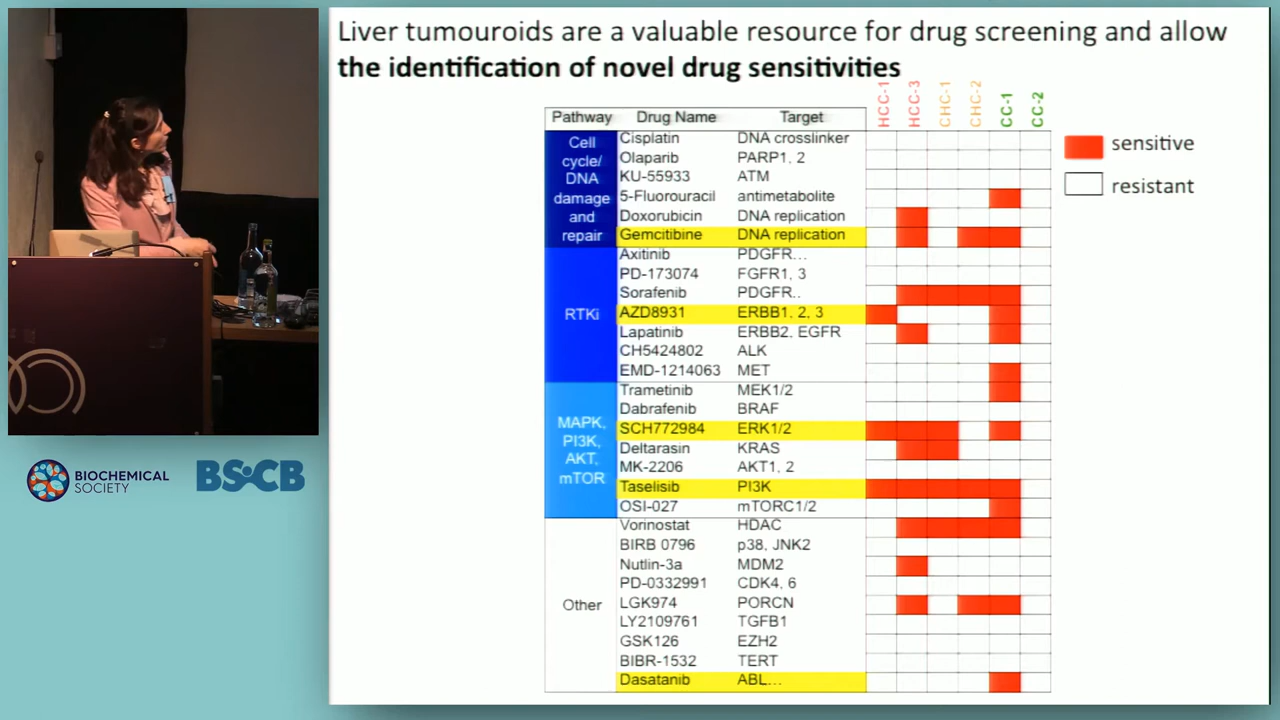 Liver tumouroids are a valuable resource for drug screening and allow
the identification of novel drug sensitivities
HCC-1 HCC-3 CHC-1 CHC-2 CC-1 CC-2
Pathway Drug Name Target
Cell cycle/ DNA damage and repair
Cisplatin DNA crosslinker
Olaparib PARP1, 2
KU-55933 ATM
5-Fluorouracil antimetabolite
Doxorubicin DNA replication
Gemcitibine DNA replication
RTKi
Axitinib PDGFR...
PD-173074 FGFR1, 3
Sorafenib PDGFR..
AZD8931 ERBB1, 2, 3
Lapatinib ERBB2, EGFR
CH5424802 ALK
EMD-1214063 MET
MAPK, PI3K, AKT, mTOR
Trametinib MEK1/2
Dabrafenib BRAF
SCH772984 ERK1/2
Deltarasin KRAS
MK-2206 AKT1, 2
Taselisib PI3K
OSI-027 mTORC1/2
Other
Vorinostat HDAC
BIRB 0796 p38, JNK2
Nutlin-3a MDM2
PD-0332991 CDK4, 6
LGK974 PORCN
LY2109761 TGFB1
GSK126 EZH2
BIBR-1532 TERT
Dasatanib ABL...
sensitive
resistant
BIOCHEMICAL
SOCIETY
BSCB